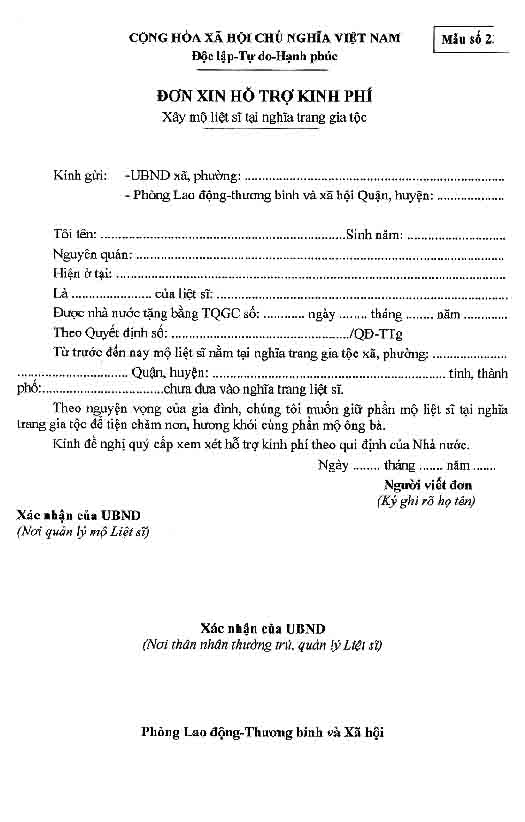 CỘNG HÒA XÃ HỘI CHỦ NGHĨA VIỆT NAM
Mẫu số 2.
Độc lập-Tự do-Hạnh phúc
ĐƠN XIN HỖ TRỢ KINH PHÍ
Xây mộ liệt sĩ tại nghĩa trang gia tộc
Kính gửi: -UBND xã, phường: ..............................
- Phòng Lao động-thương binh và xã hội Quận, huyện: ....................
Tôi tên: ..............................Sinh năm: ....................
Nguyên quán: ..............................
Hiện ở tại: ..............................
Là ....................... của liệt sĩ: ..............................
Được nhà nước tặng bằng TQGC số: ............ ngày ........ tháng ........ năm ............
Theo Quyết định số: ............................../QĐ-TTg
Từ trước đến nay mộ liệt sĩ nằm tại nghĩa trang gia tộc xã, phường: ....................
.............................. Quận, huyện: .............................. tỉnh, thành
phố:..............................chưa đưa vào nghĩa trang liệt sĩ.
Theo nguyện vọng của gia đình, chúng tôi muốn giữ phần mộ liệt sĩ tại nghĩa
trang gia tộc để tiện chăm nom, hương khói cùng phần mộ ông bà.
Kính đề nghị quý cấp xem xét hỗ trợ kinh phí theo qui định của Nhà nước.
Ngày ........ tháng ....... năm .......
Người viết đơn
(Ký ghi rõ họ tên)
Xác nhận của UBND
(Nơi quản lý mộ Liệt sĩ)
Xác nhận của UBND
(Nơi thân nhân thường trú, quản lý Liệt sĩ)
Phòng Lao động-Thương binh và Xã hội